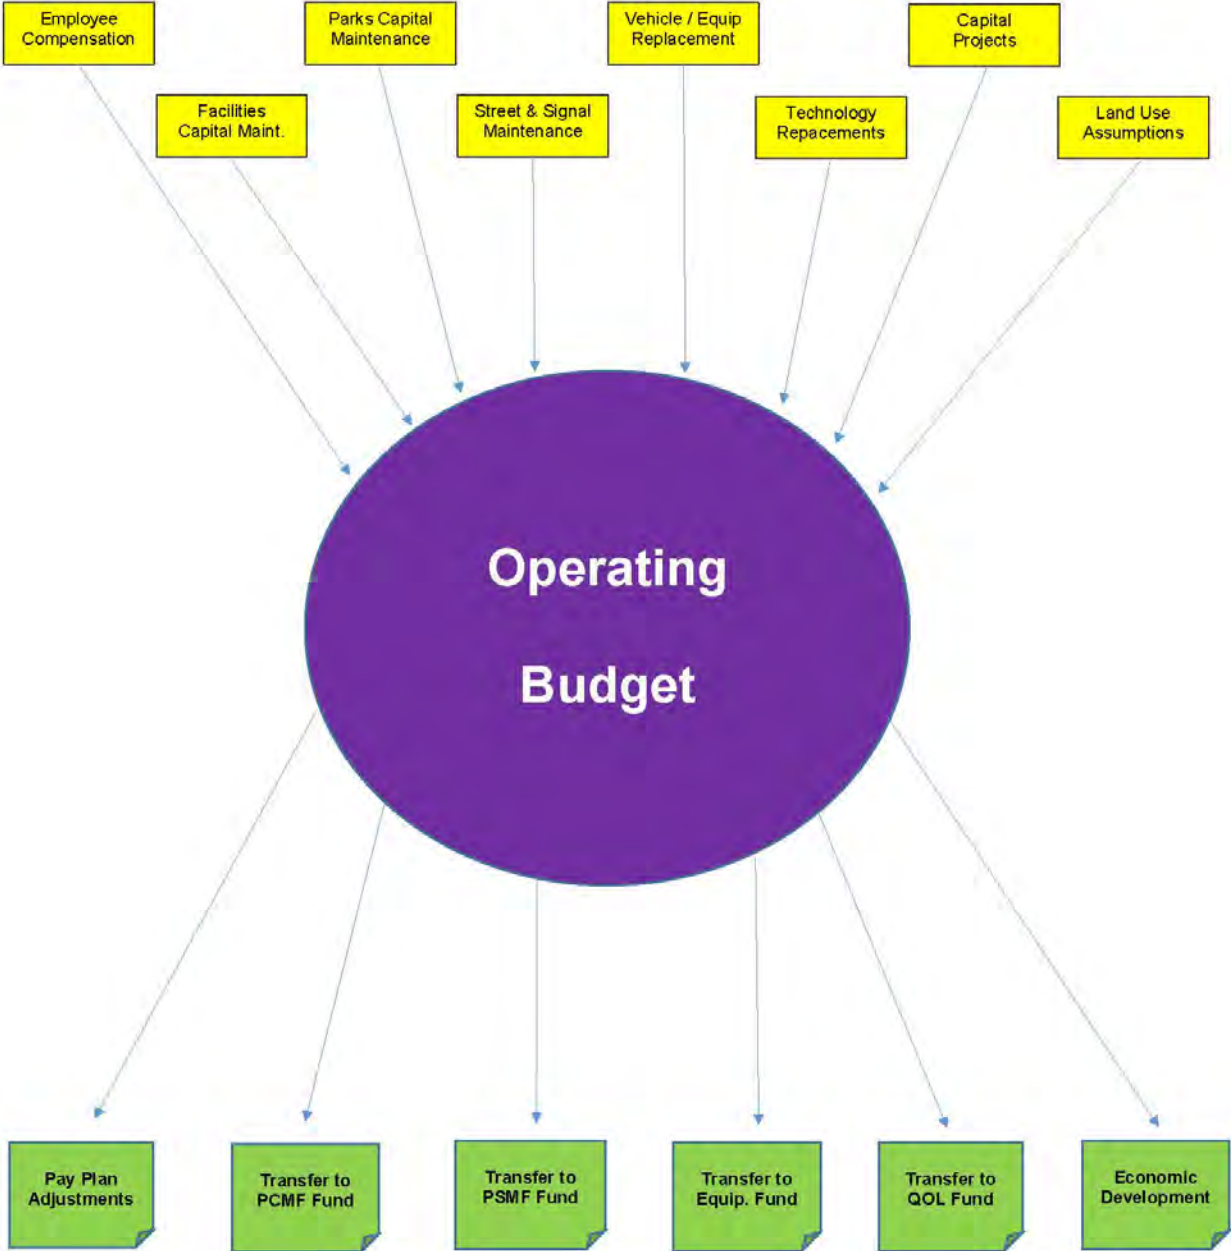 Employee
Compensation
Parks Capital
Maintenance
Vehicle / Equip
Replacement
Capital
Projects
Facilities
Capital Maint.
Street & Signal
Maintenance
Technology
Repacements
Land Use
Assumptions
Operating
Budget
Pay Plan
Adjustments
Transfer to
PCMF Fund
Transfer to
PSMF Fund
Transfer to
Equip. Fund
Transfer to
QOL Fund
Economic
Development